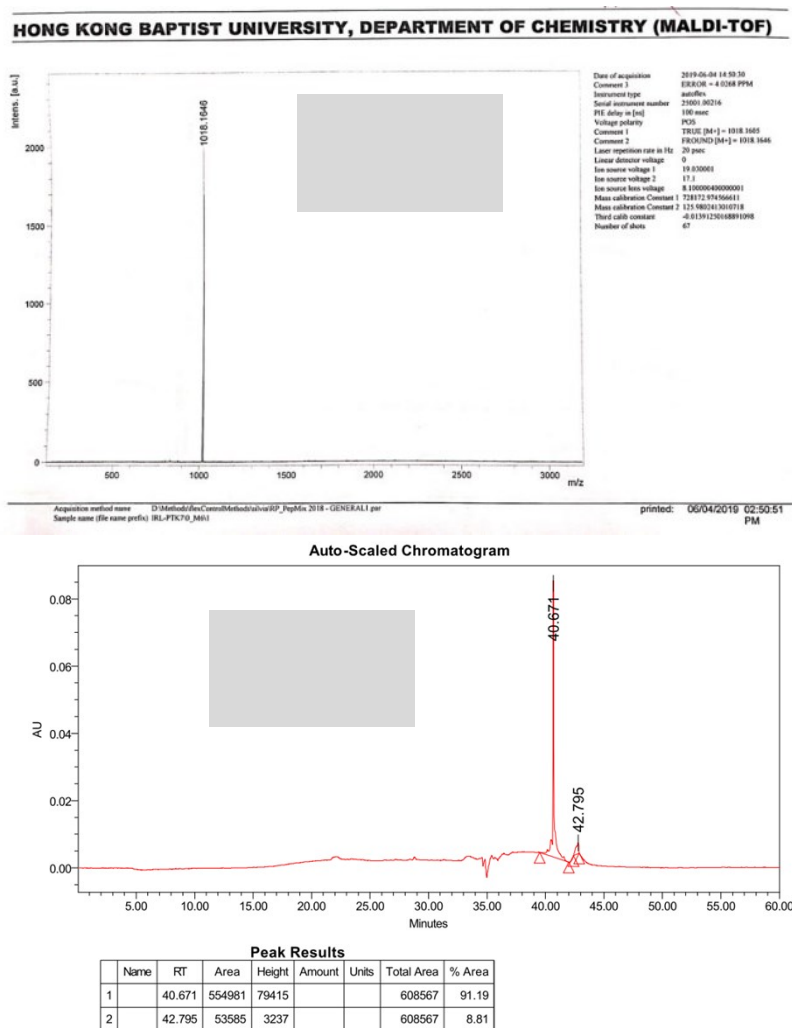 HONG KONG BAPTIST UNIVERSITY, DEPARTMENT OF CHEMISTRY (MALDI-TOF)
Intens. [a.u.]
2000
1500
1000
500
0
1018.1646
500
1000
1500
2000
2500
3000
m/z
Date of acquisition 2019-06-04 14:50:30
Comment 3 ERROR = 4.0268 PPM
Instrument type autoflex
Serial instrument number 25001.00216
PIE delay in [ns] 100 nsec
Voltage polarity POS
Comment 1 TRUE [M+] = 1018.1605
Comment 2 FROUND [M+] = 1018.1646
Laser repetition rate in Hz 20 psec
Linear detector voltage 0
Ion source voltage 1 19.030001
Ion source voltage 2 17.1
Ion source lens voltage
Mass calibration Constant 1 728172.974566611
Mass calibration Constant 2 125.9802413010718
Third calib constant -0.01391250168891098
Number of shots 67
Acquisition method name
Sample name (file name prefix)
printed: 06/04/2019 02:50:51
PM
Auto-Scaled Chromatogram
AU
0.08
0.06
0.04
0.02
0.00
40.671
42.795
5.00 10.00 15.00 20.00 25.00 30.00 35.00 40.00 45.00 50.00 55.00 60.00
Minutes
Peak Results
Name RT Area Height Amount Units Total Area % Area
1 40.671 554981 79415 608567 91.19
2 42.795 53585 3237 608567 8.81